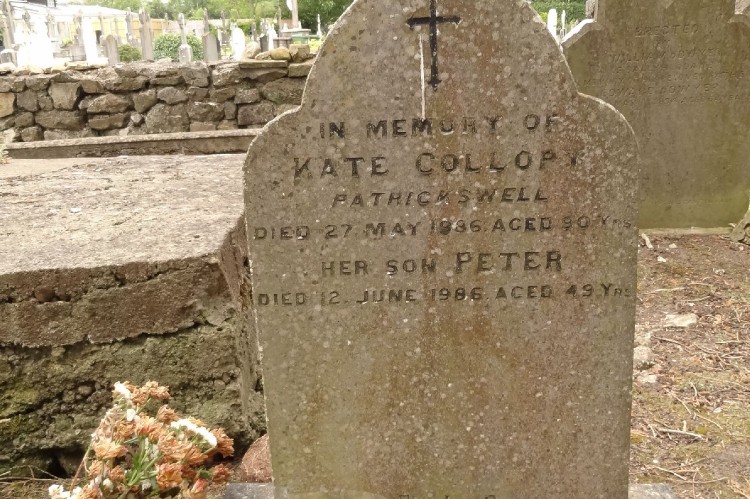 IN MEMORY OF
KATE COLLOPY
PATRICKSWELL
DIED 27 MAY 1986 AGED 90 YRS
HER SON PETER
DIED 12 JUNE 1986 AGED 49 YRS